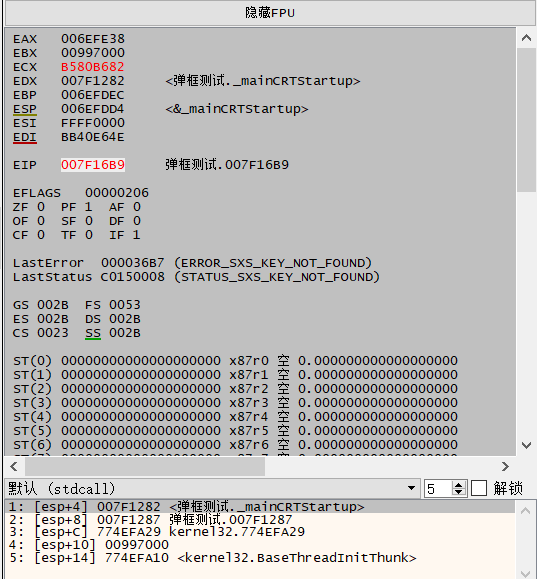 隐藏FPU
EAX 006EFE38
EBX 00997000
ECX B580B682
EDX 007F1282 <弹框测试._mainCRTStartup>
EBP 006EFDEC
ESP 006EFDD4 <&_mainCRTStartup>
ESI FFFF0000
EDI BB40E64E
EIP 007F16B9 弹框测试.007F16B9
EFLAGS 00000206
ZF 0 PF 1 AF 0
OF 0 SF 0 DF 0
CF 0 TF 0 IF 1
LastError 000036B7 (ERROR_SXS_KEY_NOT_FOUND)
LastStatus C0150008 (STATUS_SXS_KEY_NOT_FOUND)
GS 002B FS 0053
ES 002B DS 002B
CS 0023 SS 002B
ST(0) 00000000000000000000 x87r0 空 0.000000000000000000
ST(1) 00000000000000000000 x87r1 空 0.000000000000000000
ST(2) 00000000000000000000 x87r2 空 0.000000000000000000
ST(3) 00000000000000000000 x87r3 空 0.000000000000000000
ST(4) 00000000000000000000 x87r4 空 0.000000000000000000
ST(5) 00000000000000000000 x87r5 空 0.000000000000000000
ST(6) 00000000000000000000 x87r6 空 0.000000000000000000
默认 (stdcall) 5 解锁
1: [esp+4] 007F1282 <弹框测试._mainCRTStartup>
2: [esp+8] 007F1287 弹框测试.007F1287
3: [esp+C] 774EFA29 kernel32.774EFA29
4: [esp+10] 00997000
5: [esp+14] 774EFA10 <kernel32.BaseThreadInitThunk>